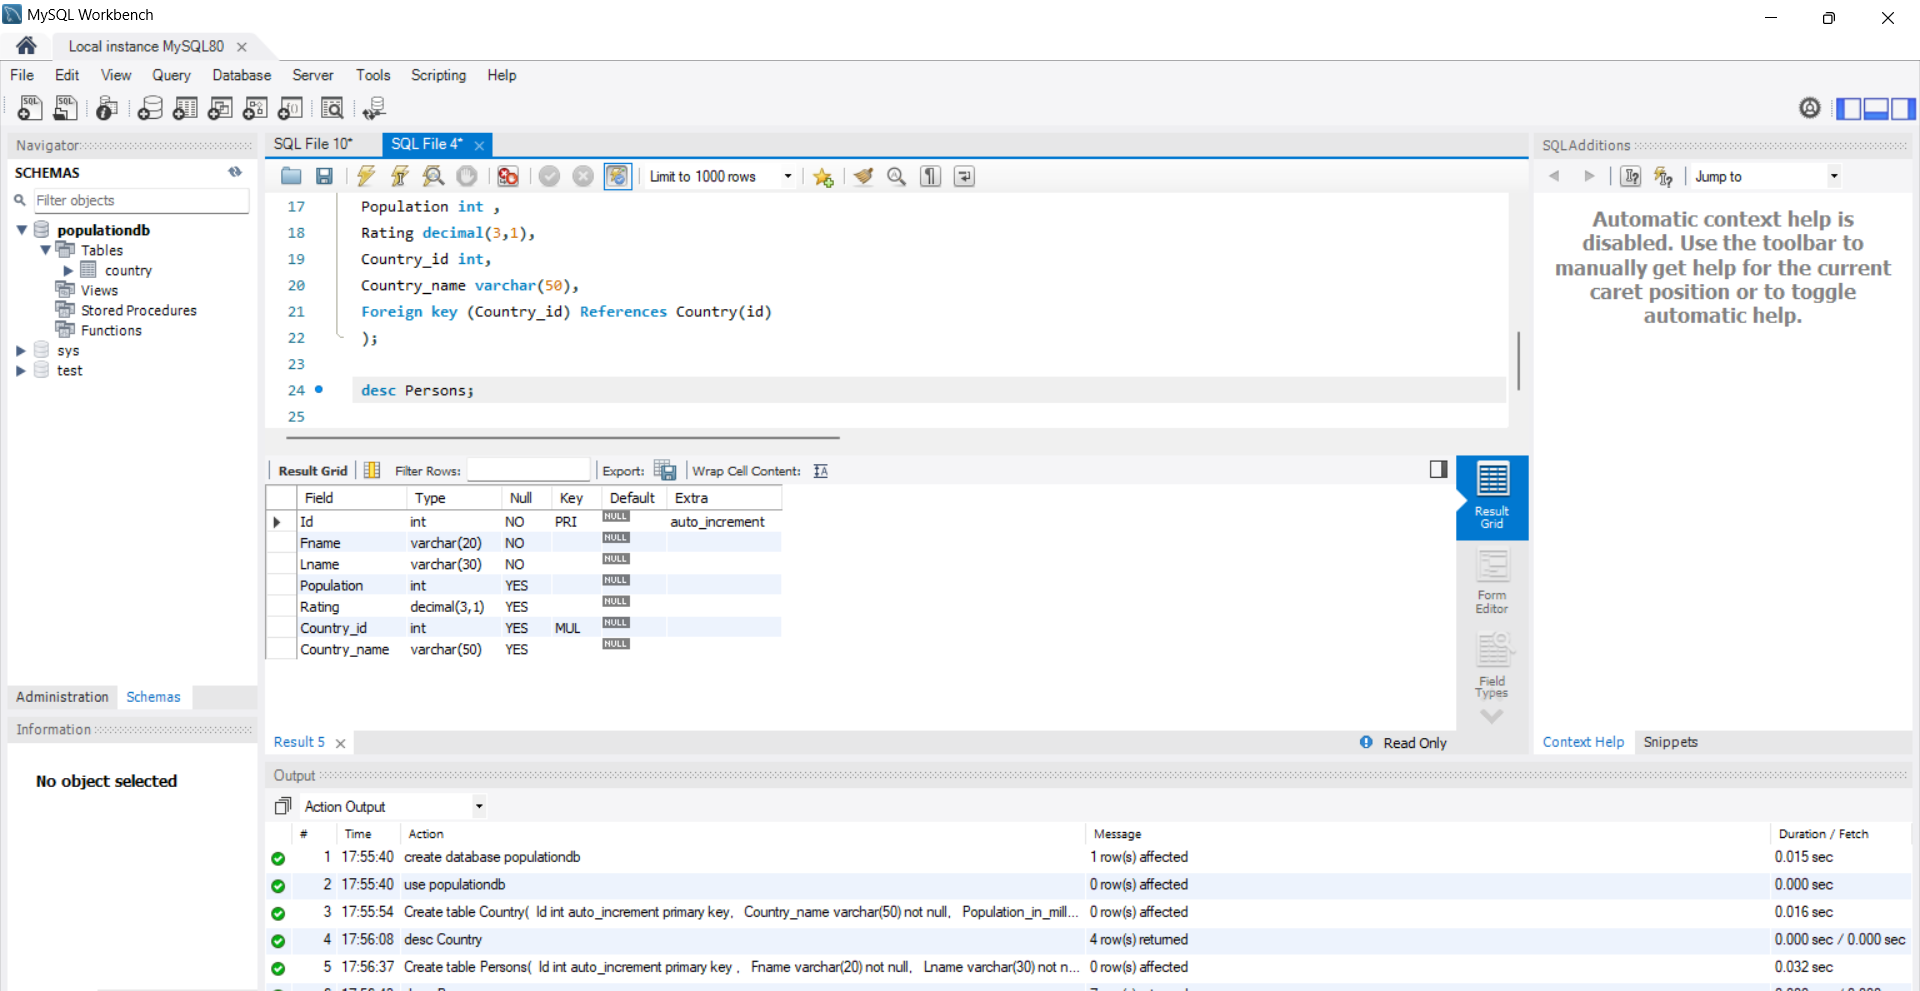 MySQL Workbench
Local instance MySQL80
File Edit View Query Database Server Tools Scripting Help
Navigator
SCHEMAS
Filter objects
populationdb
Tables
country
Views
Stored Procedures
Functions
sys
test
Administration Schemas
Information
No object selected
SQL File 10* SQL File 4*
Limit to 1000 rows
17 Population int ,
18 Rating decimal(3,1),
19 Country_id int,
20 Country_name varchar(50),
21 Foreign key (Country_id) References Country(id)
22 );
23
24 desc Persons;
25
Result Grid Filter Rows: Export: Wrap Cell Content:
Field Type Null Key Default Extra
Id int NO PRI NULL auto_increment
Fname varchar(20) NO NULL
Lname varchar(30) NO NULL
Population int YES NULL
Rating decimal(3,1) YES NULL
Country_id int YES MUL NULL
Country_name varchar(50) YES NULL
Result Grid
Form Editor
Field Types
Result 5
Read Only
SQLAdditions
Jump to
Automatic context help is
disabled. Use the toolbar to
manually get help for the current
caret position or to toggle
automatic help.
Context Help Snippets
Output
Action Output
# Time Action Message Duration / Fetch
1 17:55:40 create database populationdb 1 row(s) affected 0.015 sec
2 17:55:40 use populationdb 0 row(s) affected 0.000 sec
3 17:55:54 Create table Country( Id int auto_increment primary key, Country_name varchar(50) not null, Population_in_mill... 0 row(s) affected 0.016 sec
4 17:56:08 desc Country 4 row(s) returned 0.000 sec / 0.000 sec
5 17:56:37 Create table Persons( Id int auto_increment primary key , Fname varchar(20) not null, Lname varchar(30) not n... 0 row(s) affected 0.032 sec